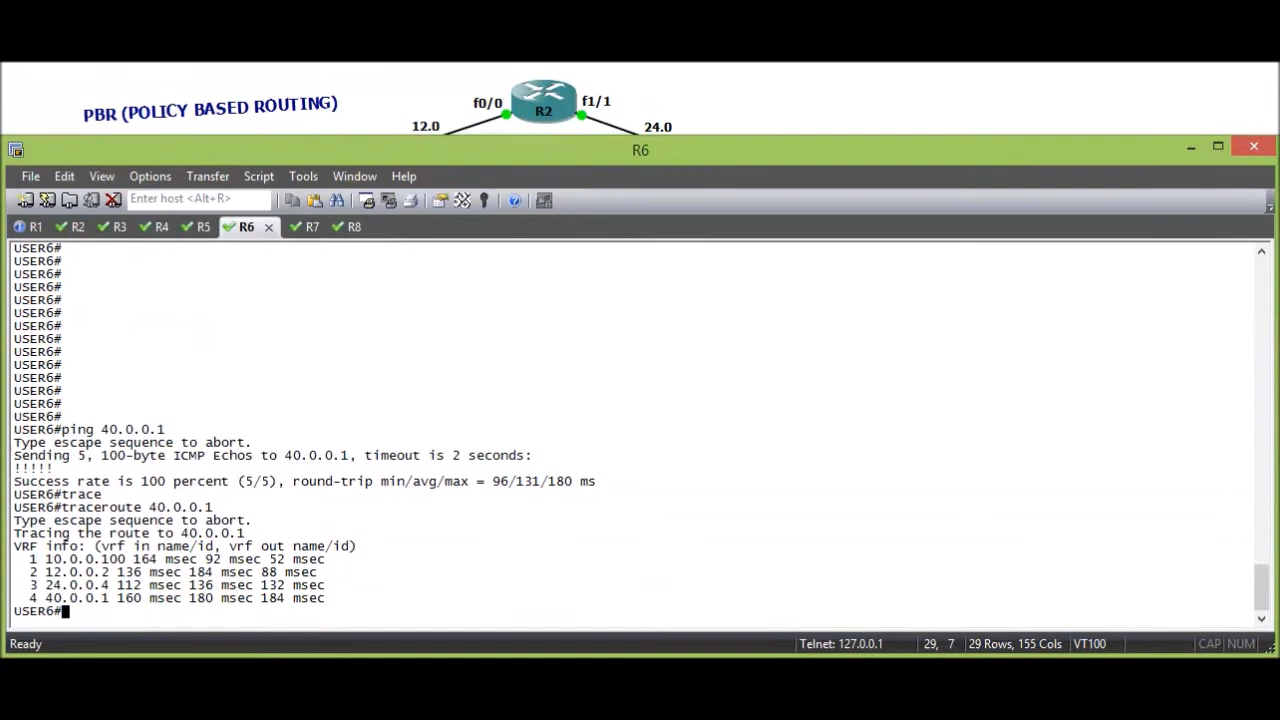 PBR (POLICY BASED ROUTING)
f0/0
R2
f1/1
12.0
24.0
R6
File Edit View Options Transfer Script Tools Window Help
Enter host <Alt+R>
R1 R2 R3 R4 R5 R6 R7 R8
USER6#
USER6#
USER6#
USER6#
USER6#
USER6#
USER6#
USER6#
USER6#
USER6#
USER6#
USER6#
USER6#
USER6#
USER6#ping 40.0.0.1
Type escape sequence to abort.
Sending 5, 100-byte ICMP Echos to 40.0.0.1, timeout is 2 seconds:
!!!!!
Success rate is 100 percent (5/5), round-trip min/avg/max = 96/131/180 ms
USER6#trace
USER6#traceroute 40.0.0.1
Type escape sequence to abort.
Tracing the route to 40.0.0.1
VRF info: (vrf in name/id, vrf out name/id)
1 10.0.0.100 164 msec 92 msec 52 msec
2 12.0.0.2 136 msec 184 msec 88 msec
3 24.0.0.4 112 msec 136 msec 132 msec
4 40.0.0.1 160 msec 180 msec 184 msec
USER6#
Ready Telnet: 127.0.0.1 29, 7 29 Rows, 155 Cols VT100 CAP NUM